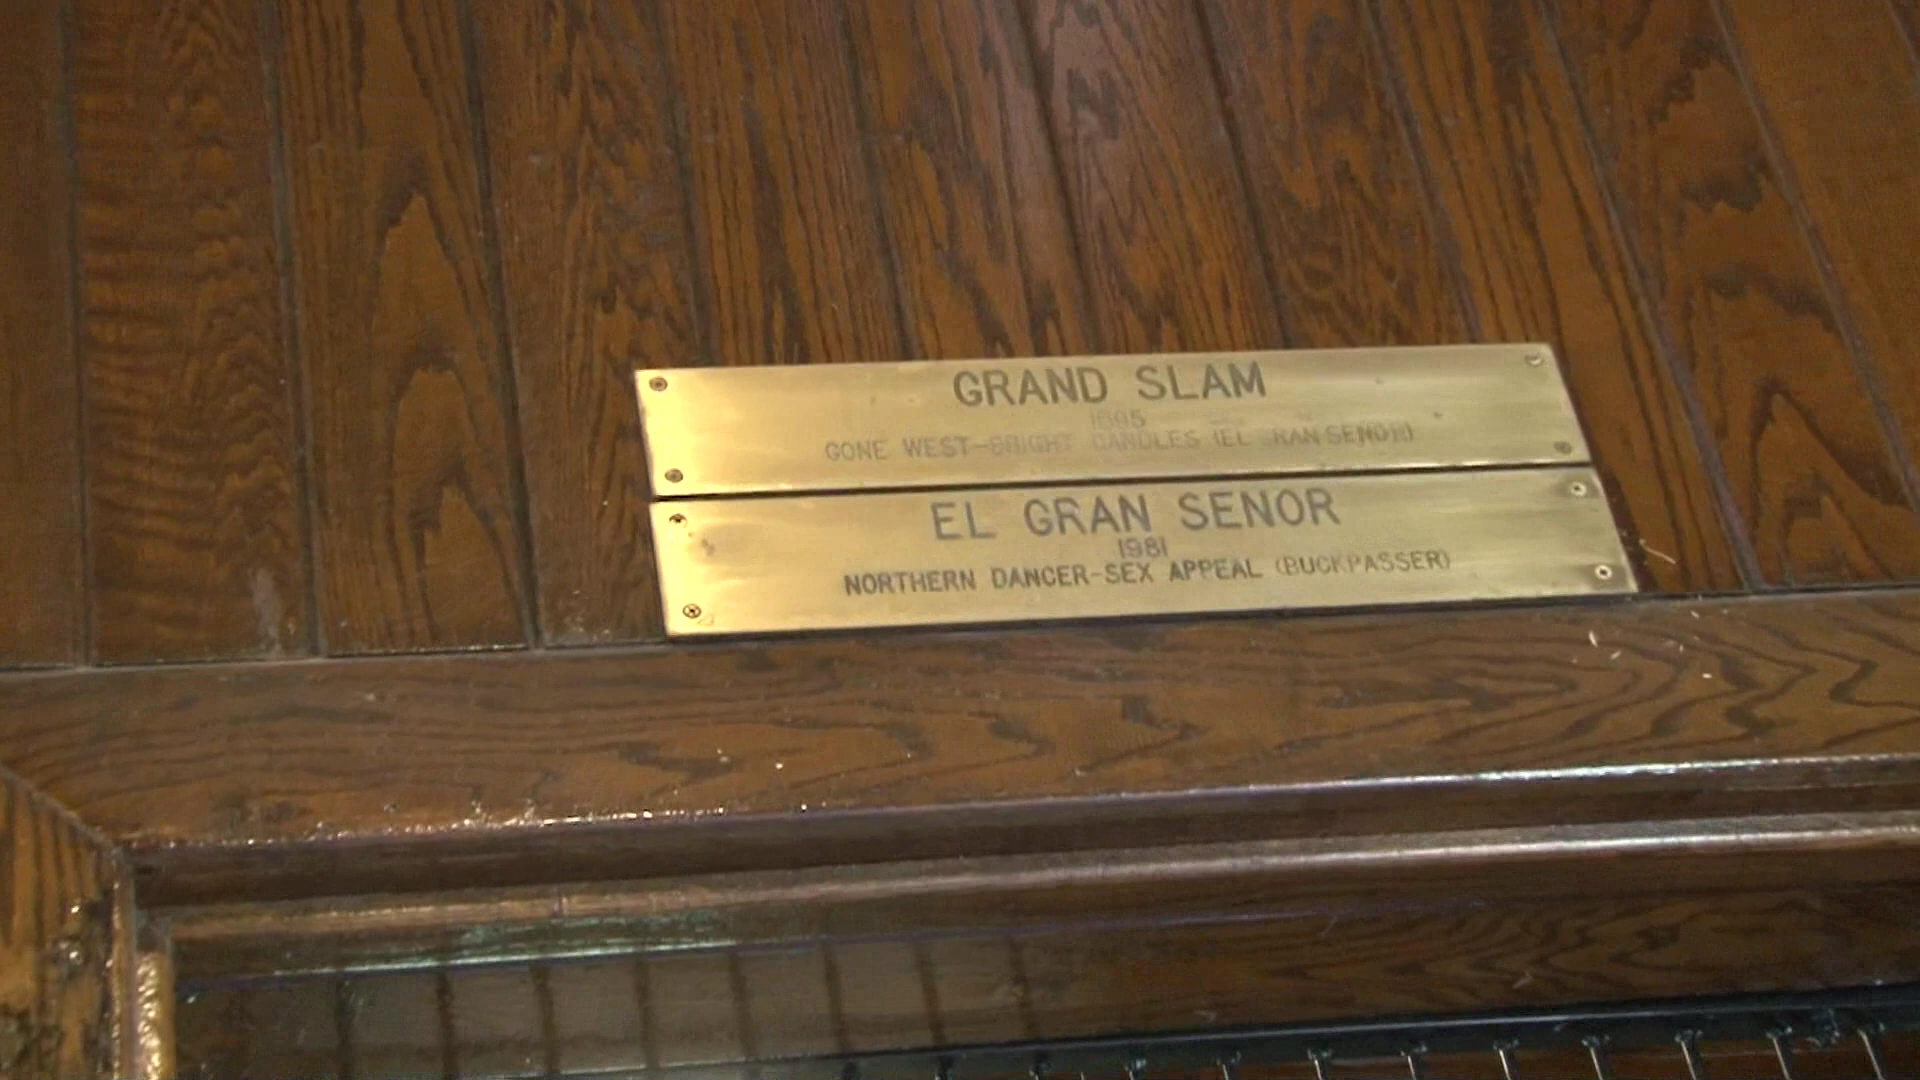 GRAND SLAM
1995
GONE WEST-BRIGHT CANDLES (EL GRAN SENOR)
EL GRAN SENOR
1981
NORTHERN DANCER-SEX APPEAL (BUCKPASSER)